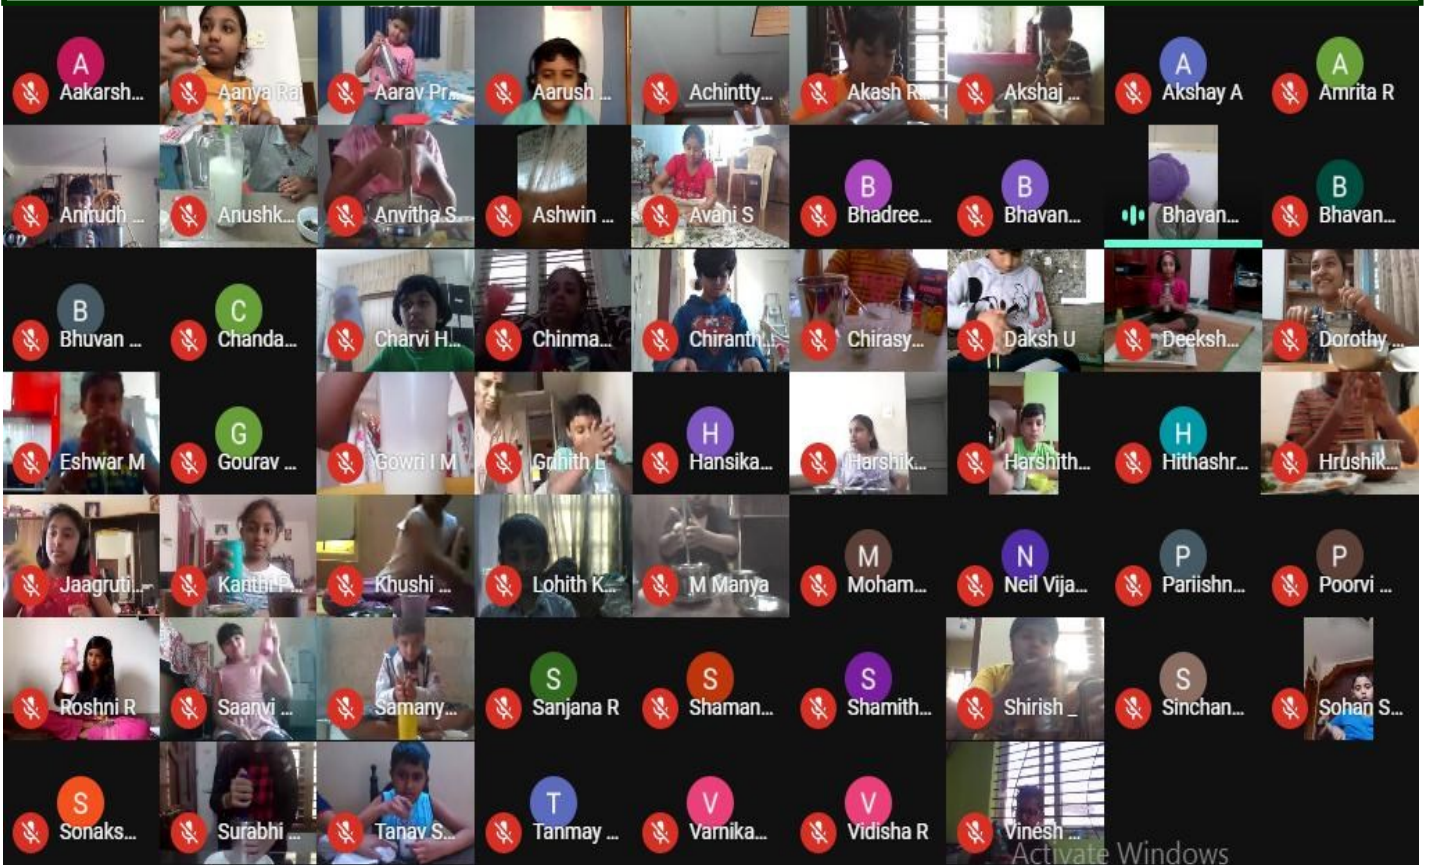 A A A
Aakarsh... Aanya Raj Aarav Pr... Aarush ... Achintty... Akash R... Akshaj ... Akshay A Amrita R
B B B
Anirudh ... Anushk... Anvitha S Ashwin ... Avani S Bhadree... Bhavan... Bhavan... Bhavan...
B C
Bhuvan ... Chanda... Charvi H... Chinma... Chiranth... Chirasy... Daksh U Deeksh... Dorothy ...
G H H
Eshwar M Gourav ... Gowri I M Grihith L Hansika... Harshik... Harshith... Hithashr... Hrushik...
M N P P
Jaagruti... Kanthi P... Khushi ... Lohith K... M Manya Moham... Neil Vija... Pariishn... Poorvi ...
S S S S
Roshni R Saanvi ... Samany... Sanjana R Shaman... Shamith... Shirish _ Sinchan... Sohan S...
S T V V
Sonaks... Surabhi ... Tanav S... Tanmay ... Varnika... Vidisha R Vinesh ...
Activate Windows